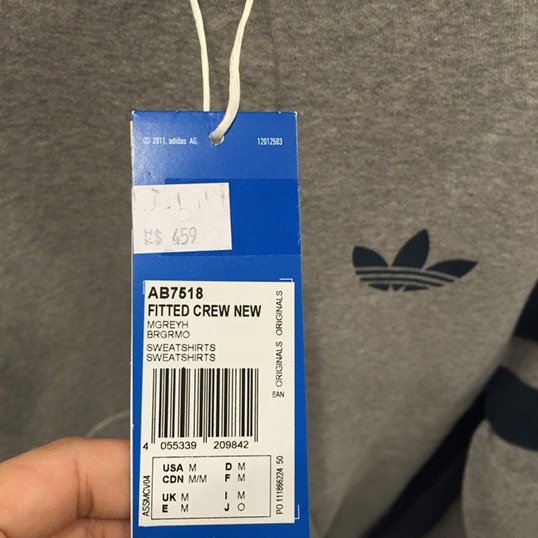 © 2011, adidas AG.
12012503
H$ 459
AB7518
FITTED CREW NEW
MGREYH
BRGRMO
SWEATSHIRTS
SWEATSHIRTS
ORIGINALS ORIGINALS
EAN
4 055339 209842
USA M D M
CDN M/M F M
UK M I M
E M J O
ASSMCV04
PO 111866224 50